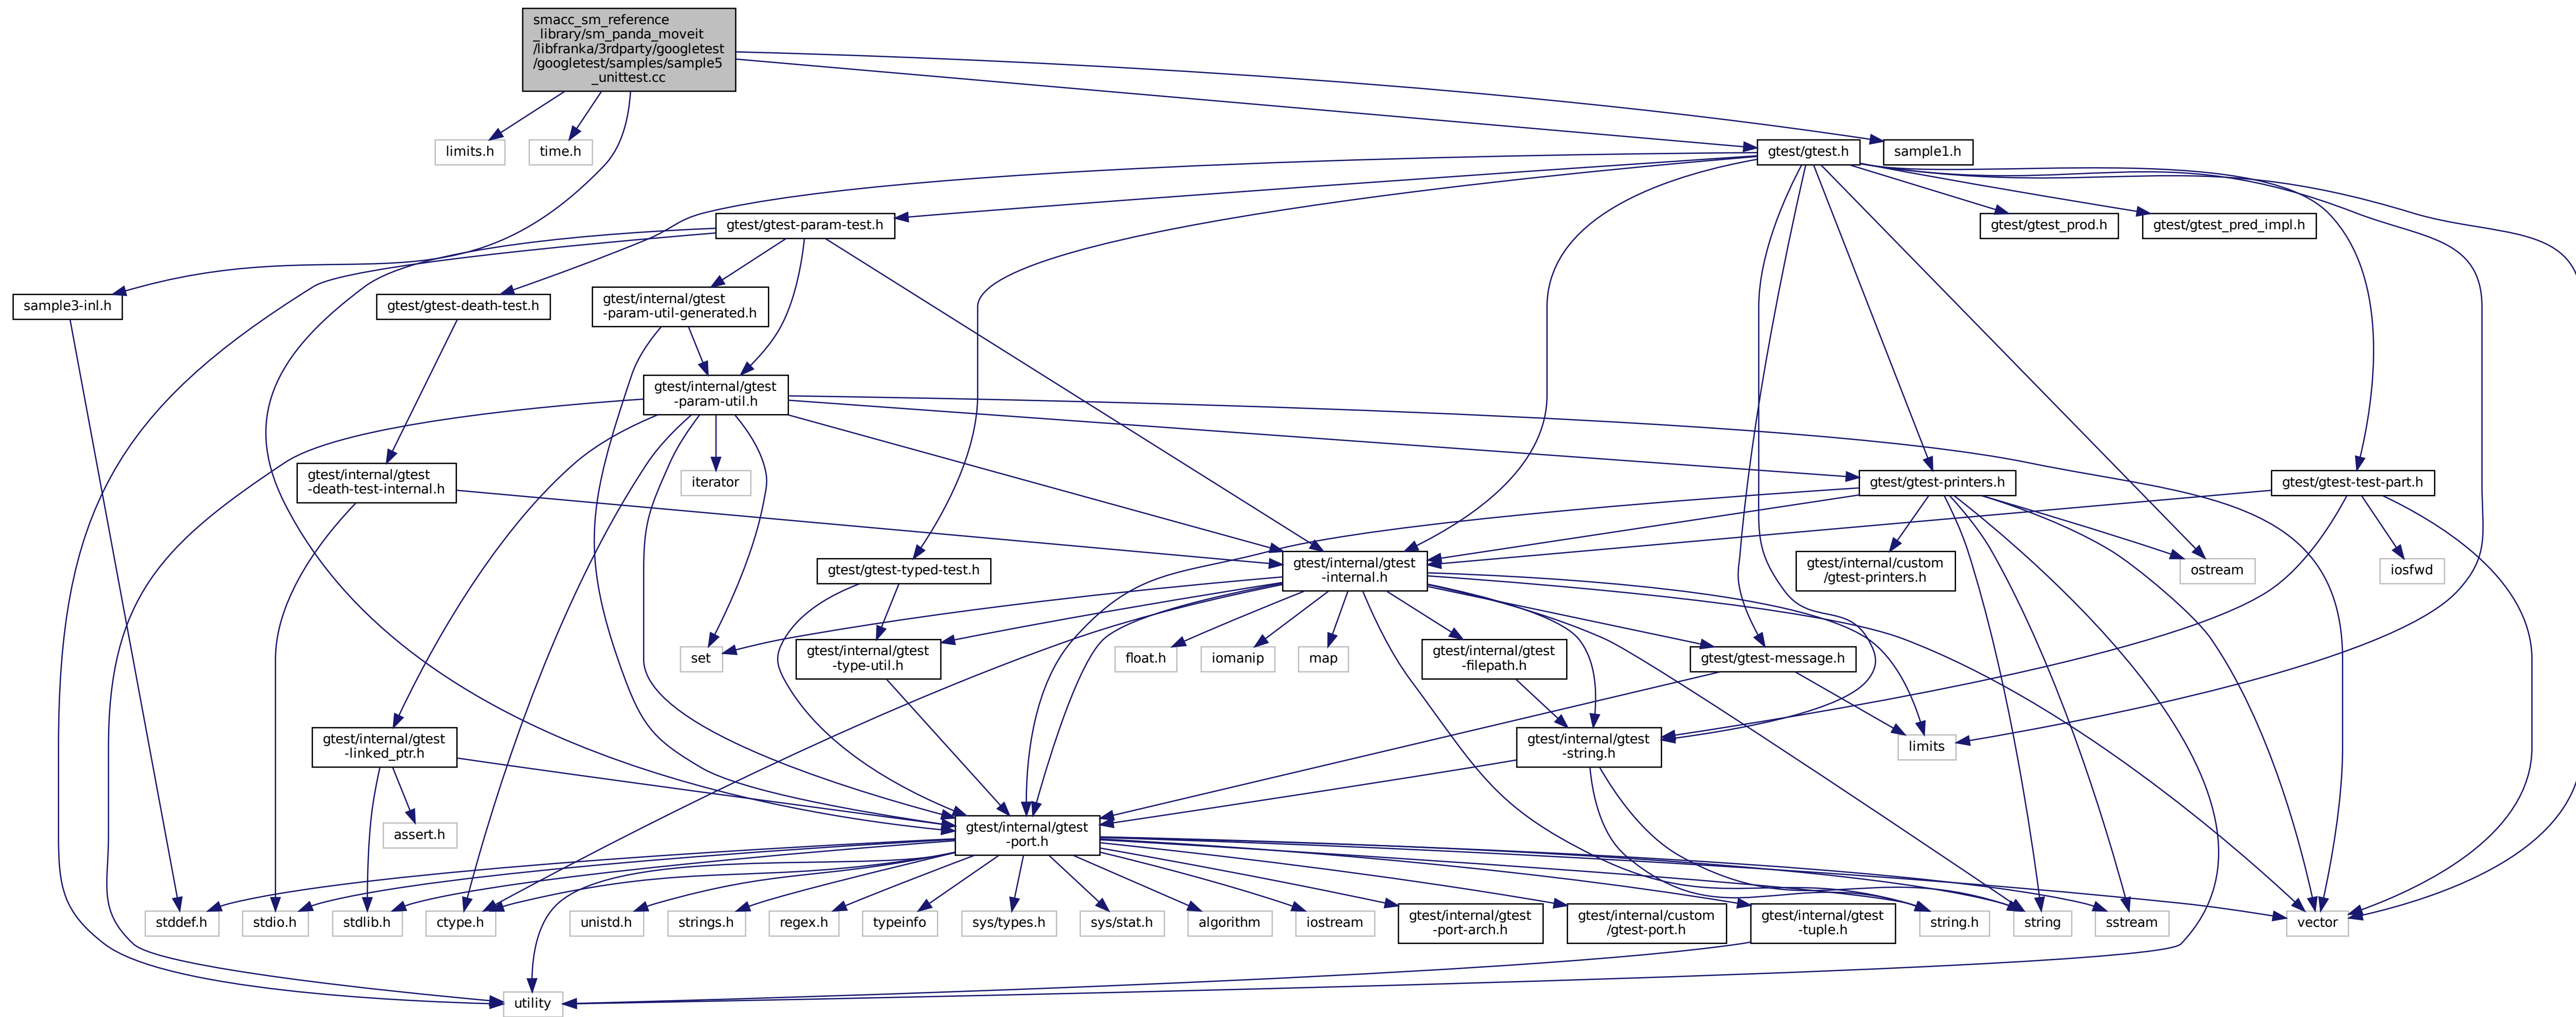 smacc_sm_reference
_library/sm_panda_moveit
/libfranka/3rdparty/googletest
/googletest/samples/sample5
_unittest.cc
limits.h
time.h
gtest/gtest.h
sample1.h
gtest/gtest-param-test.h
gtest/gtest_prod.h
gtest/gtest_pred_impl.h
sample3-inl.h
gtest/gtest-death-test.h
gtest/internal/gtest
-param-util-generated.h
gtest/internal/gtest
-param-util.h
gtest/internal/gtest
-death-test-internal.h
iterator
gtest/gtest-printers.h
gtest/gtest-test-part.h
gtest/gtest-typed-test.h
gtest/internal/gtest
-internal.h
gtest/internal/custom
/gtest-printers.h
ostream
iosfwd
set
gtest/internal/gtest
-type-util.h
float.h
iomanip
map
gtest/internal/gtest
-filepath.h
gtest/gtest-message.h
gtest/internal/gtest
-linked_ptr.h
gtest/internal/gtest
-string.h
limits
assert.h
gtest/internal/gtest
-port.h
stddef.h
stdio.h
stdlib.h
ctype.h
unistd.h
strings.h
regex.h
typeinfo
sys/types.h
sys/stat.h
algorithm
iostream
gtest/internal/gtest
-port-arch.h
gtest/internal/custom
/gtest-port.h
gtest/internal/gtest
-tuple.h
string.h
string
sstream
vector
utility